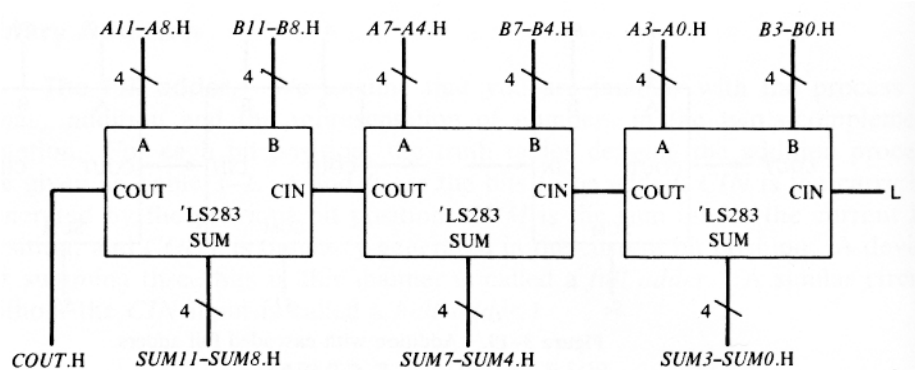 A11–A8.H B11–B8.H A7–A4.H B7–B4.H A3–A0.H B3–B0.H
4 4 4 4 4 4
A B A B A B
COUT CIN COUT CIN COUT CIN L
'LS283 'LS283 'LS283
SUM SUM SUM
4 4 4
COUT.H SUM11–SUM8.H SUM7–SUM4.H SUM3–SUM0.H